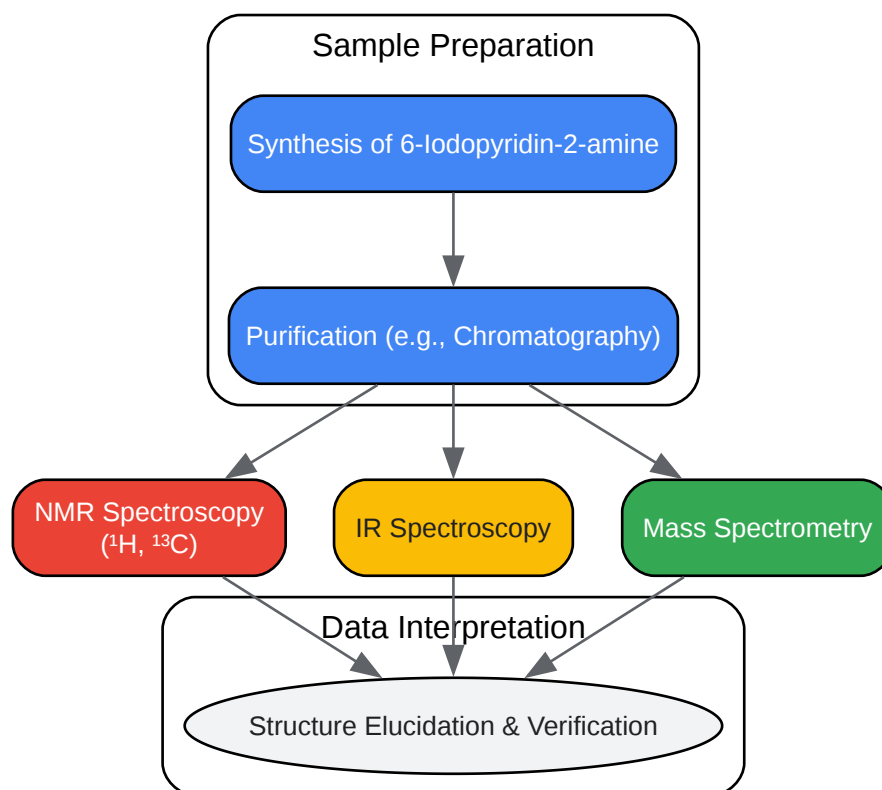 Sample Preparation
Synthesis of 6-Iodopyridin-2-amine
Purification (e.g., Chromatography)
NMR Spectroscopy
(¹H, ¹³C)
IR Spectroscopy
Mass Spectrometry
Data Interpretation
Structure Elucidation & Verification